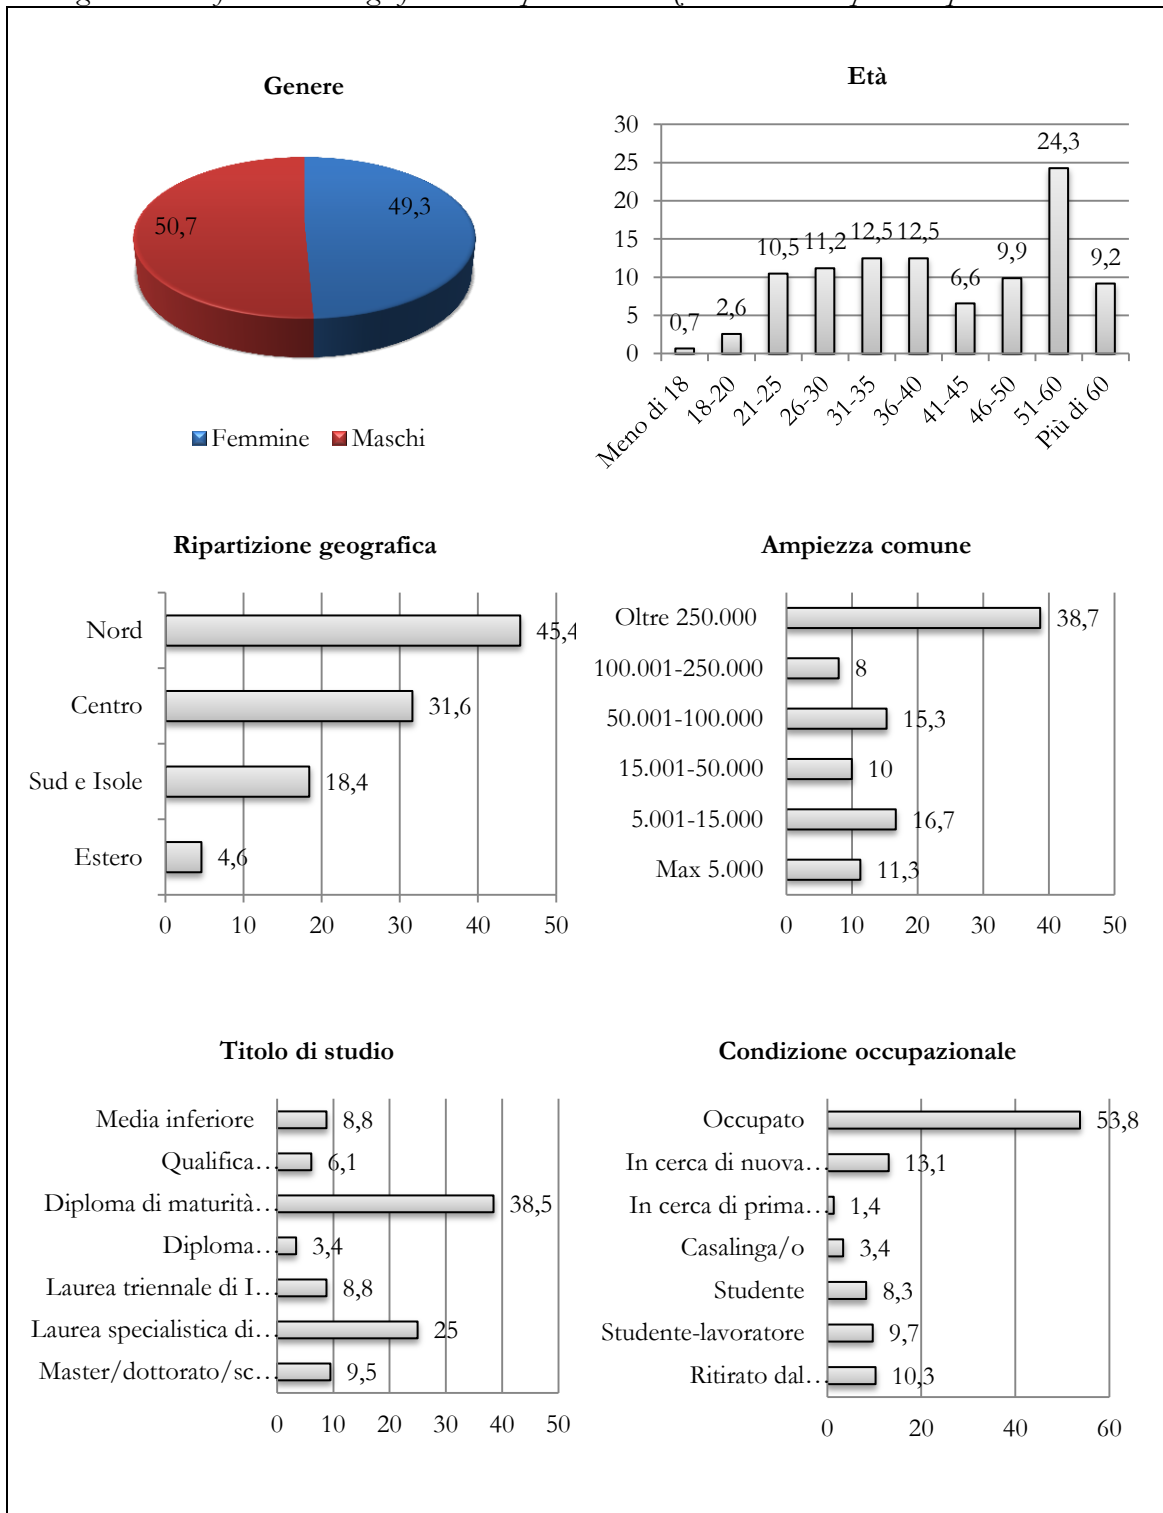 Genere
50,7
49,3
Femmine Maschi
Età
30
25
20
15
10
5
0
0,7
2,6
10,5
11,2
12,5
12,5
6,6
9,9
24,3
9,2
Meno di 18
18-20
21-25
26-30
31-35
36-40
41-45
46-50
51-60
Più di 60
Ripartizione geografica
Nord 45,4
Centro 31,6
Sud e Isole 18,4
Estero 4,6
0 10 20 30 40 50
Ampiezza comune
Oltre 250.000 38,7
100.001-250.000 8
50.001-100.000 15,3
15.001-50.000 10
5.001-15.000 16,7
Max 5.000 11,3
0 10 20 30 40 50
Titolo di studio
Media inferiore 8,8
Qualifica… 6,1
Diploma di maturità… 38,5
Diploma… 3,4
Laurea triennale di I… 8,8
Laurea specialistica di… 25
Master/dottorato/sc… 9,5
0 10 20 30 40 50
Condizione occupazionale
Occupato 53,8
In cerca di nuova… 13,1
In cerca di prima… 1,4
Casalinga/o 3,4
Studente 8,3
Studente-lavoratore 9,7
Ritirato dal… 10,3
0 20 40 60